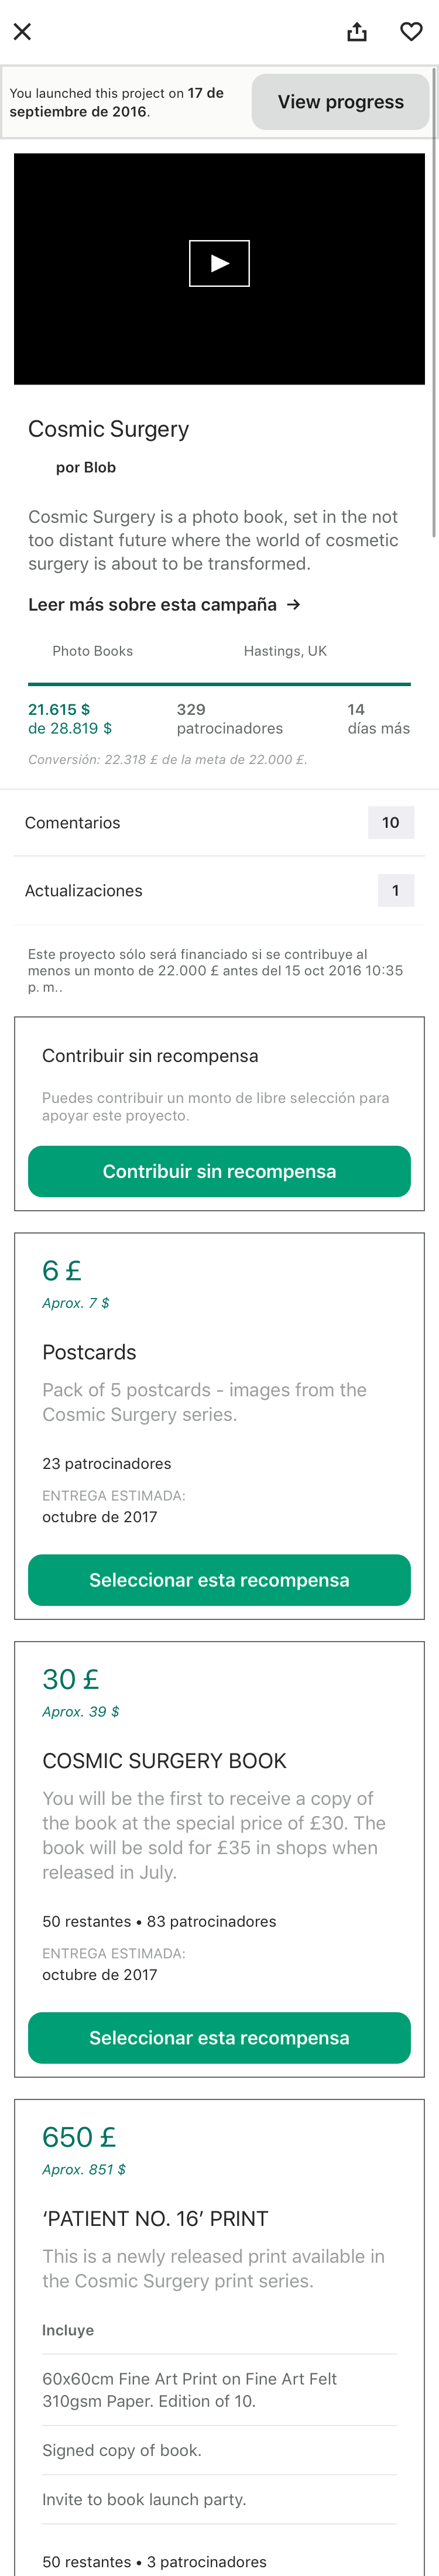 You launched this project on 17 de
septiembre de 2016.
View progress
Cosmic Surgery
por Blob
Cosmic Surgery is a photo book, set in the not
too distant future where the world of cosmetic
surgery is about to be transformed.
Leer más sobre esta campaña →
Photo Books
Hastings, UK
21.615 $
de 28.819 $
329
patrocinadores
14
días más
Conversión: 22.318 £ de la meta de 22.000 £.
Comentarios
10
Actualizaciones
1
Este proyecto sólo será financiado si se contribuye al
menos un monto de 22.000 £ antes del 15 oct 2016 10:35
p. m..
Contribuir sin recompensa
Puedes contribuir un monto de libre selección para
apoyar este proyecto.
Contribuir sin recompensa
6 £
Aprox. 7 $
Postcards
Pack of 5 postcards - images from the
Cosmic Surgery series.
23 patrocinadores
ENTREGA ESTIMADA:
octubre de 2017
Seleccionar esta recompensa
30 £
Aprox. 39 $
COSMIC SURGERY BOOK
You will be the first to receive a copy of
the book at the special price of £30. The
book will be sold for £35 in shops when
released in July.
50 restantes • 83 patrocinadores
ENTREGA ESTIMADA:
octubre de 2017
Seleccionar esta recompensa
650 £
Aprox. 851 $
‘PATIENT NO. 16’ PRINT
This is a newly released print available in
the Cosmic Surgery print series.
Incluye
60x60cm Fine Art Print on Fine Art Felt
310gsm Paper. Edition of 10.
Signed copy of book.
Invite to book launch party.
50 restantes • 3 patrocinadores